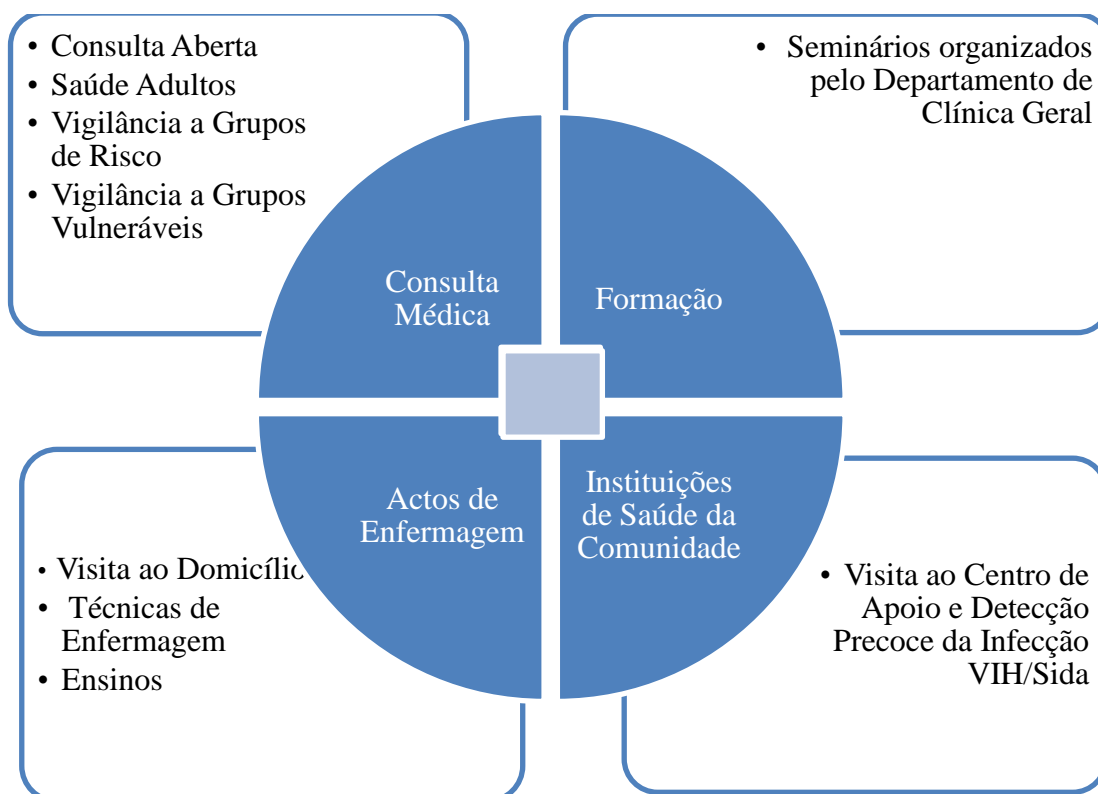 • Consulta Aberta
• Saúde Adultos
• Vigilância a Grupos
de Risco
• Vigilância a Grupos
Vulneráveis
• Seminários organizados
pelo Departamento de
Clínica Geral
Consulta
Médica
Formação
Actos de
Enfermagem
Instituições
de Saúde da
Comunidade
• Visita ao Domicílio
• Técnicas de
Enfermagem
• Ensinos
• Visita ao Centro de
Apoio e Detecção
Precoce da Infecção
VIH/Sida